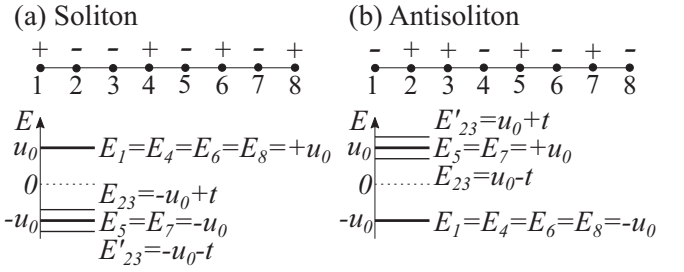 (a) Soliton
+ - - + - + - +
1 2 3 4 5 6 7 8
E
u₀
E₁=E₄=E₆=E₈=+u₀
0
E₂₃=-u₀+t
-u₀
E₅=E₇=-u₀
E'₂₃=-u₀-t
(b) Antisoliton
- + + - + - + -
1 2 3 4 5 6 7 8
E
E'₂₃=u₀+t
u₀
E₅=E₇=+u₀
E₂₃=u₀-t
0
-u₀
E₁=E₄=E₆=E₈=-u₀